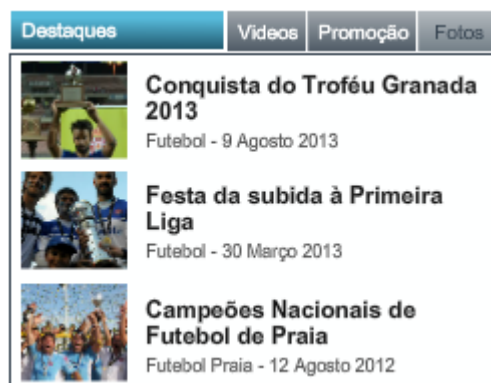 Destaques Videos Promoção Fotos
Conquista do Troféu Granada
2013
Futebol - 9 Agosto 2013
Festa da subida à Primeira
Liga
Futebol - 30 Março 2013
Campeões Nacionais de
Futebol de Praia
Futebol Praia - 12 Agosto 2012